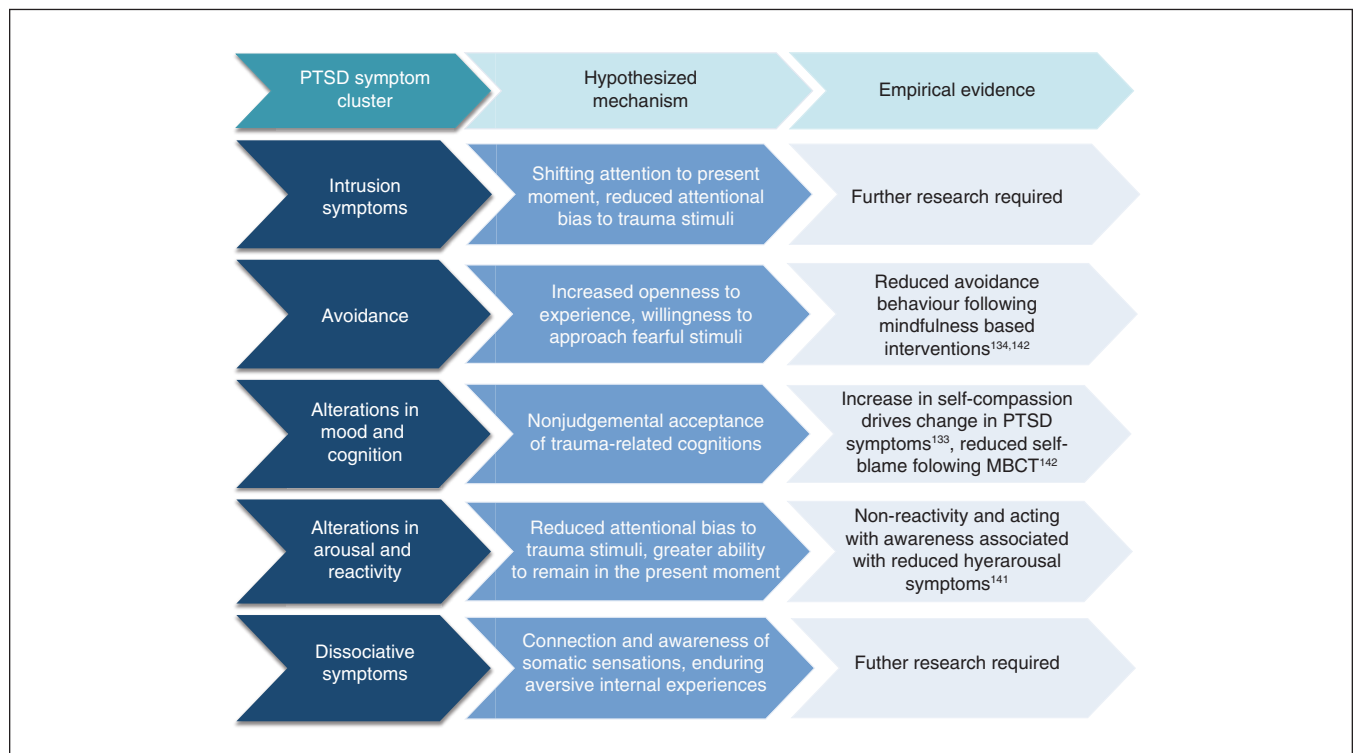 PTSD symptom
cluster
Hypothesized
mechanism
Empirical evidence
Intrusion
symptoms
Shifting attention to present
moment, reduced attentional
bias to trauma stimuli
Further research required
Avoidance
Increased openness to
experience, willingness to
approach fearful stimuli
Reduced avoidance
behaviour following
mindfulness based
interventions134,142
Alterations in
mood and
cognition
Nonjudgemental acceptance
of trauma-related cognitions
Increase in self-compassion
drives change in PTSD
symptoms133, reduced self-
blame folowing MBCT142
Alterations in
arousal and
reactivity
Reduced attentional bias to
trauma stimuli, greater ability
to remain in the present moment
Non-reactivity and acting
with awareness associated
with reduced hyerarousal
symptoms141
Dissociative
symptoms
Connection and awareness of
somatic sensations, enduring
aversive internal experiences
Futher research required